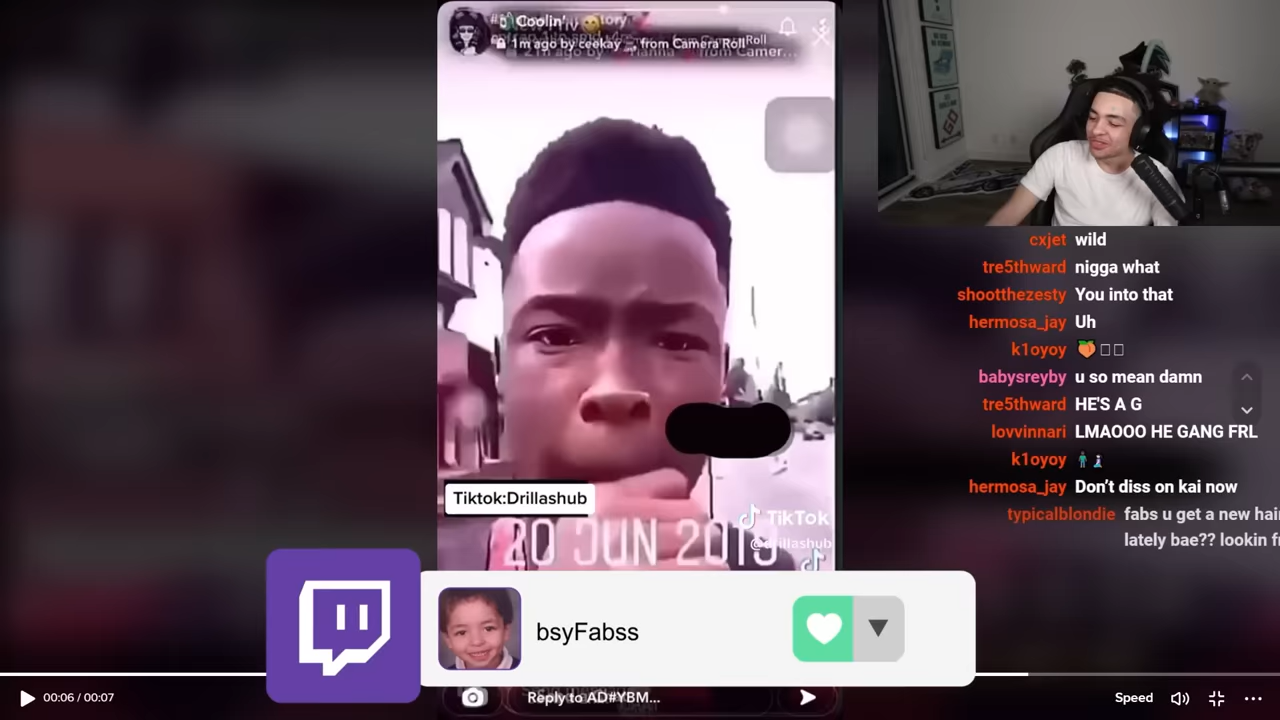 Coolin'
1m ago by ceekay
from Camera Roll
Tiktok:Drillashub
TikTok
@drillashub
20 JUN 2019
cxjet wild
tre5thward nigga what
shootthezesty You into that
hermosa_jay Uh
k1oyoy 🍑
babysreyby u so mean damn
tre5thward HE'S A G
lovvinnari LMAOOO HE GANG FRL
k1oyoy
hermosa_jay Don't diss on kai now
typicalblondie fabs u get a new hai
lately bae?? lookin f
bsyFabss
Reply to AD#YBM...
00:06 / 00:07
Speed